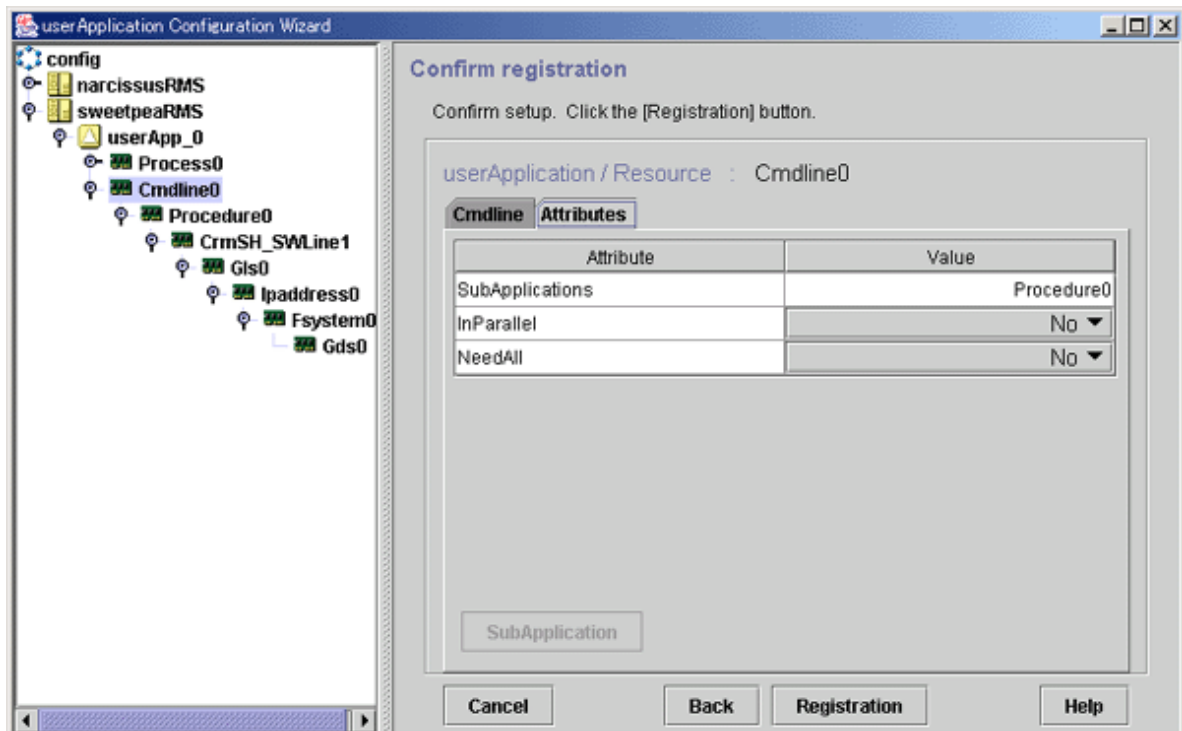 userApplication Configuration Wizard
config
narcissusRMS
sweetpeaRMS
userApp_0
Process0
Cmdline0
Procedure0
CrmSH_SWLine1
Gls0
Ipaddress0
Fsystem0
Gds0
Confirm registration
Confirm setup. Click the [Registration] button.
userApplication / Resource : Cmdline0
Cmdline Attributes
Attribute Value
SubApplications Procedure0
InParallel No
NeedAll No
SubApplication
Cancel Back Registration Help